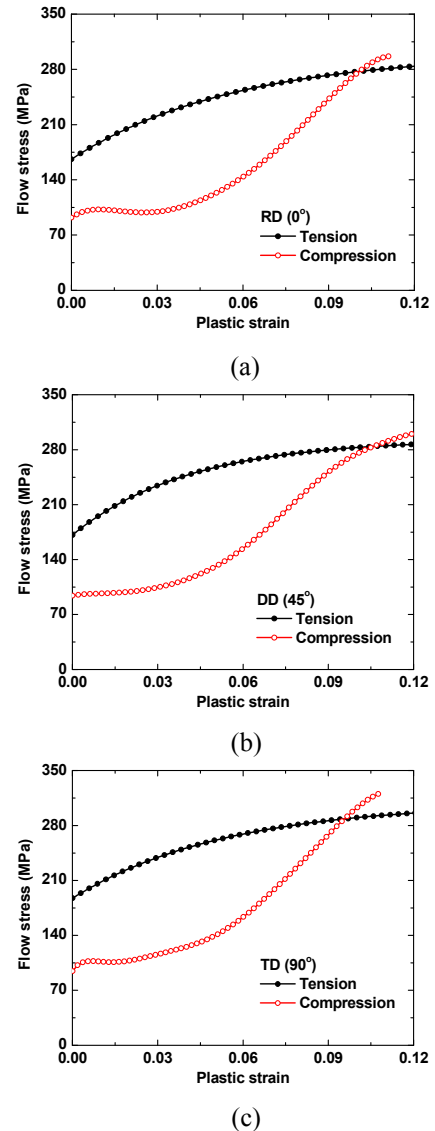 350
280
210
140
70
0
Flow stress (MPa)
RD (0°)
Tension
Compression
0.00 0.03 0.06 0.09 0.12
Plastic strain
(a)
350
280
210
140
70
0
Flow stress (MPa)
DD (45°)
Tension
Compression
0.00 0.03 0.06 0.09 0.12
Plastic strain
(b)
350
280
210
140
70
0
Flow stress (MPa)
TD (90°)
Tension
Compression
0.00 0.03 0.06 0.09 0.12
Plastic strain
(c)